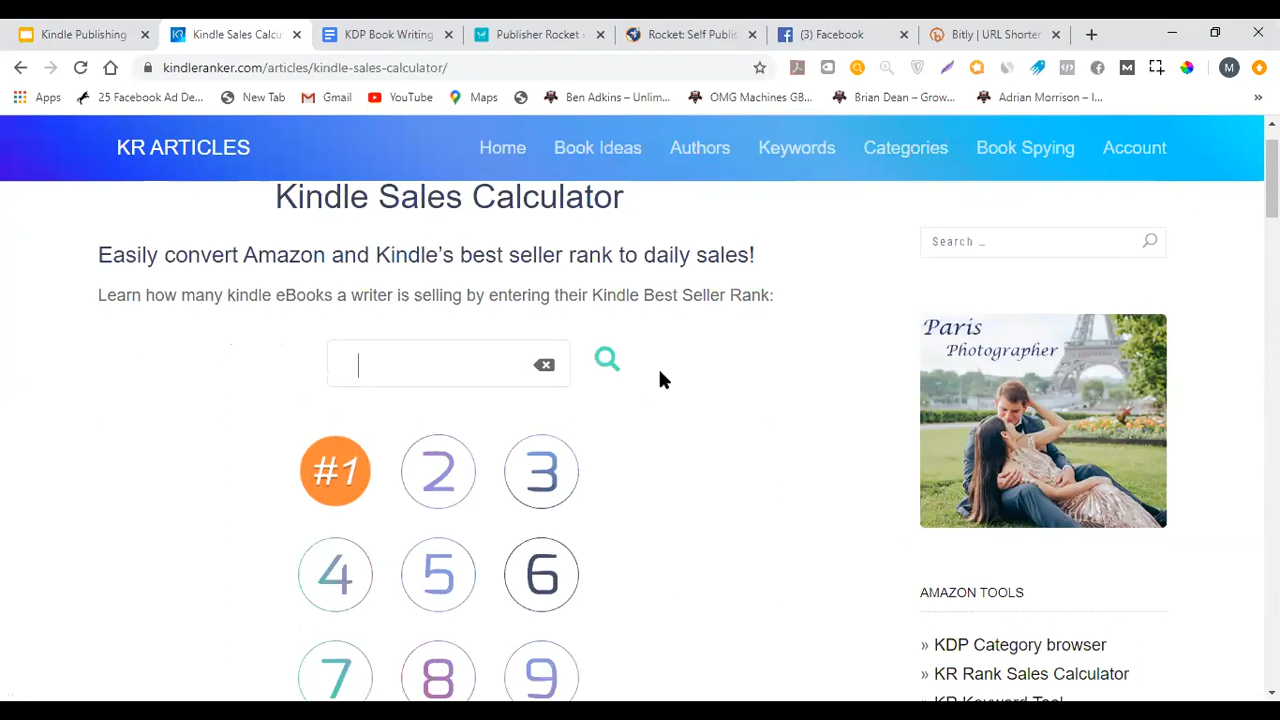 Kindle Publishing
Kindle Sales Calcu
KDP Book Writing
Publisher Rocket
Rocket: Self Publis
(3) Facebook
Bitly | URL Shorter
kindleranker.com/articles/kindle-sales-calculator/
M
M
Apps
25 Facebook Ad De...
New Tab
Gmail
YouTube
Maps
Ben Adkins – Unlim...
OMG Machines GB...
Brian Dean – Grow...
Adrian Morrison – I...
»
KR ARTICLES
Home
Book Ideas
Authors
Keywords
Categories
Book Spying
Account
Kindle Sales Calculator
Search …
Easily convert Amazon and Kindle’s best seller rank to daily sales!
Learn how many kindle eBooks a writer is selling by entering their Kindle Best Seller Rank:
Paris
Photographer
#1 2 3
4 5 6
7 8 9
AMAZON TOOLS
» KDP Category browser
» KR Rank Sales Calculator
» KR Keyword Tool